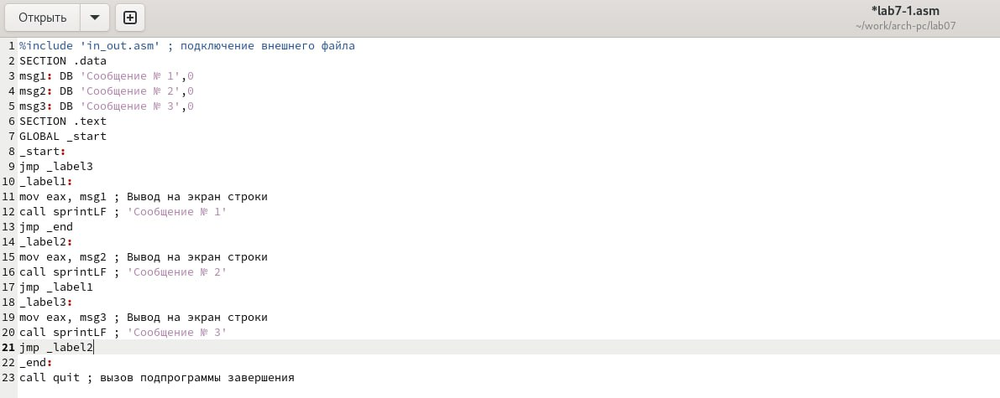 Открыть
*lab7-1.asm
~/work/arch-pc/lab07
1 %include 'in_out.asm' ; подключение внешнего файла
2 SECTION .data
3 msg1: DB 'Сообщение № 1',0
4 msg2: DB 'Сообщение № 2',0
5 msg3: DB 'Сообщение № 3',0
6 SECTION .text
7 GLOBAL _start
8 _start:
9 jmp _label3
10 _label1:
11 mov eax, msg1 ; Вывод на экран строки
12 call sprintLF ; 'Сообщение № 1'
13 jmp _end
14 _label2:
15 mov eax, msg2 ; Вывод на экран строки
16 call sprintLF ; 'Сообщение № 2'
17 jmp _label1
18 _label3:
19 mov eax, msg3 ; Вывод на экран строки
20 call sprintLF ; 'Сообщение № 3'
21 jmp _label2
22 _end:
23 call quit ; вызов подпрограммы завершения